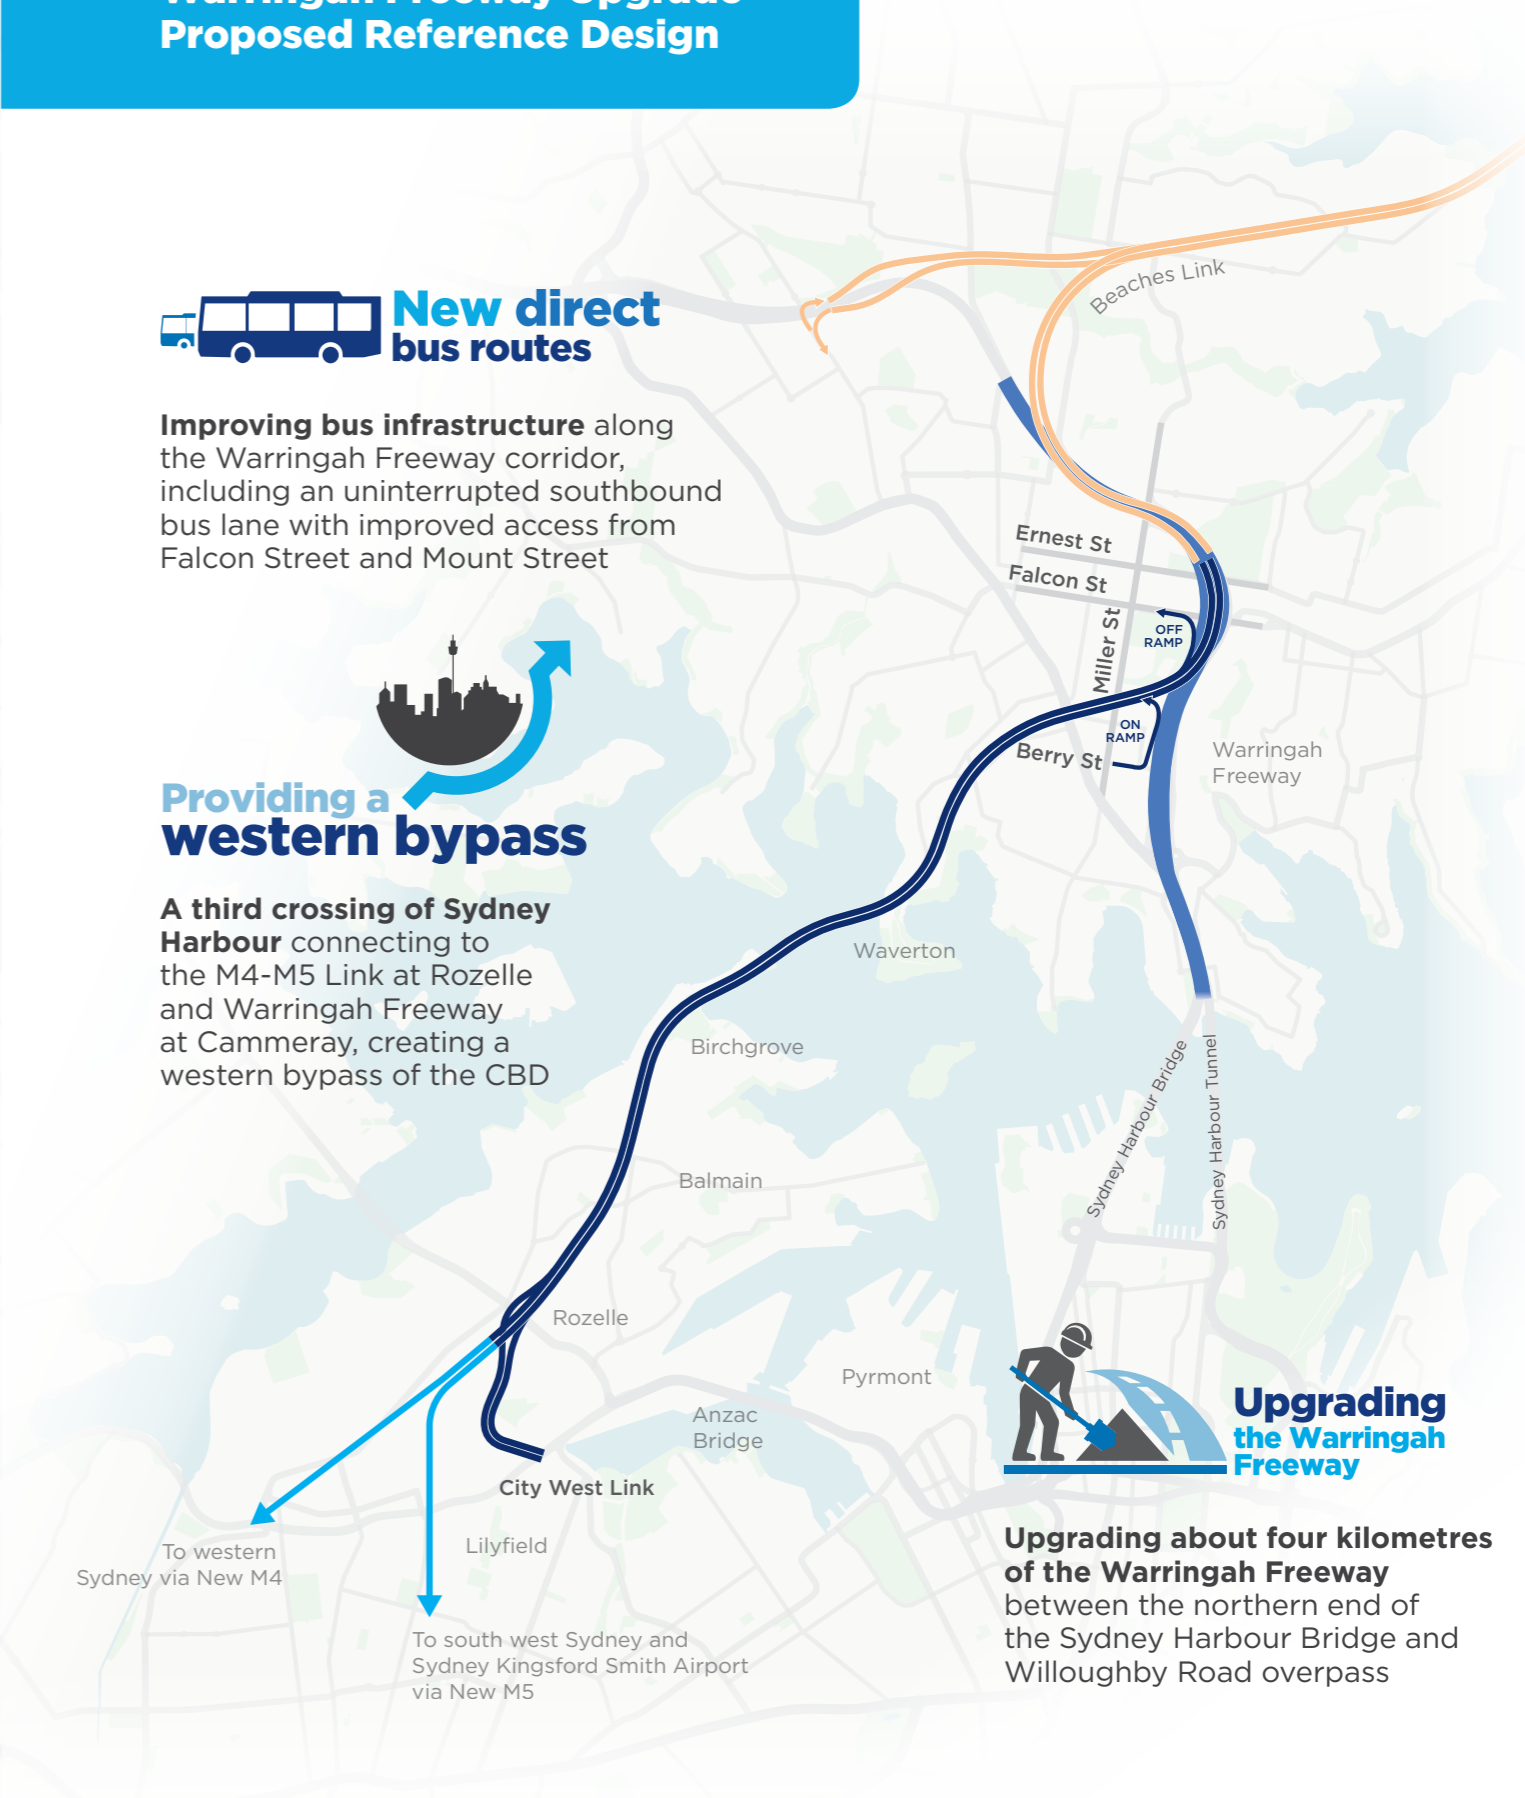 Warringah Freeway Upgrade
Proposed Reference Design
New direct
bus routes
Improving bus infrastructure along
the Warringah Freeway corridor,
including an uninterrupted southbound
bus lane with improved access from
Falcon Street and Mount Street
Providing a
western bypass
A third crossing of Sydney
Harbour connecting to
the M4-M5 Link at Rozelle
and Warringah Freeway
at Cammeray, creating a
western bypass of the CBD
Beaches Link
Ernest St
Falcon St
Miller St
OFF
RAMP
ON
RAMP
Berry St
Warringah
Freeway
Waverton
Birchgrove
Sydney Harbour Bridge
Sydney Harbour Tunnel
Balmain
Rozelle
Pyrmont
Anzac
Bridge
City West Link
Lilyfield
To western
Sydney via New M4
To south west Sydney and
Sydney Kingsford Smith Airport
via New M5
Upgrading
the Warringah
Freeway
Upgrading about four kilometres
of the Warringah Freeway
between the northern end of
the Sydney Harbour Bridge and
Willoughby Road overpass